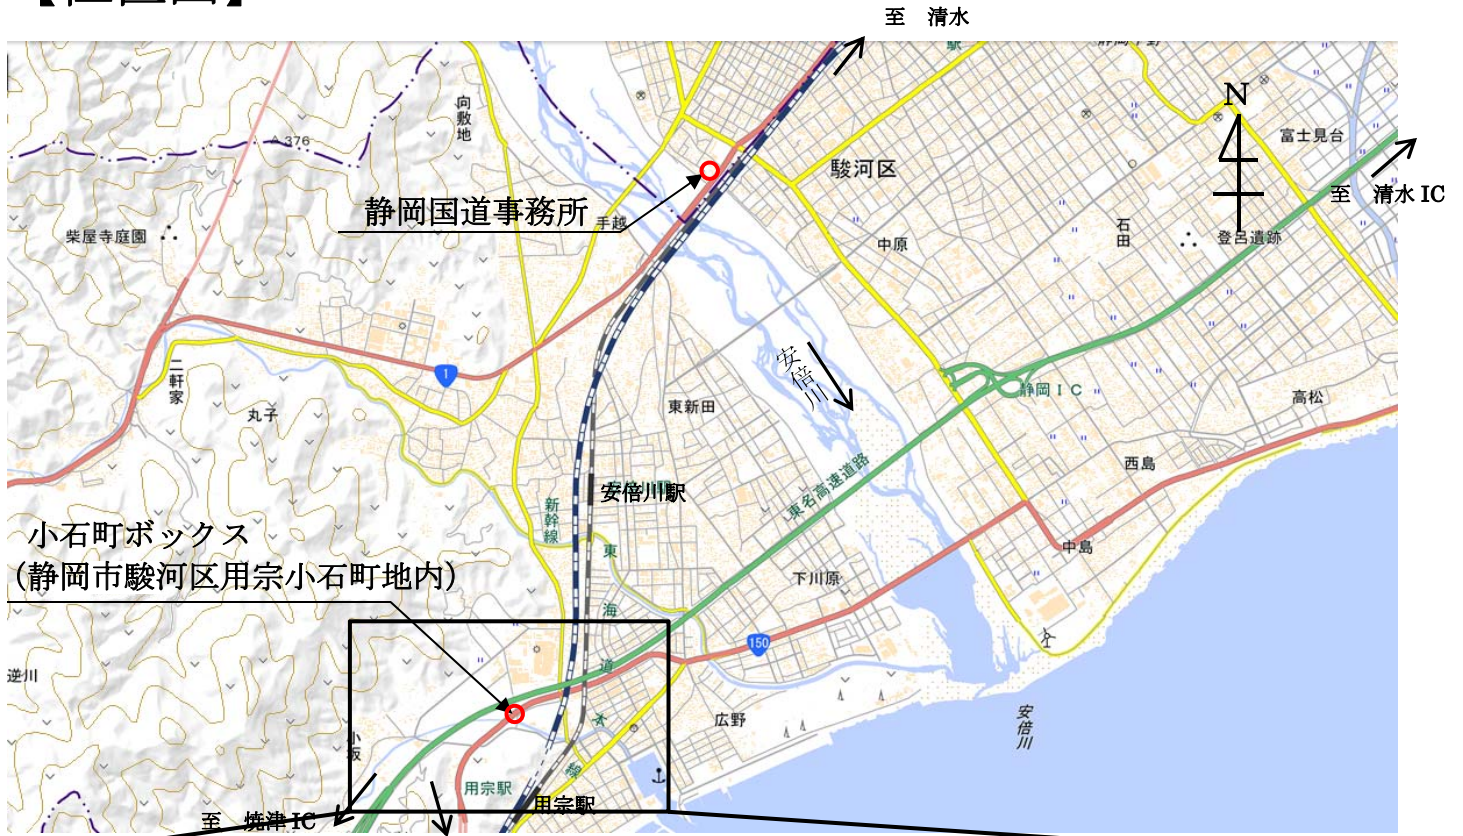 【位置図】
至 清水
駅
向敷地
376
N
富士見台
駿河区
至 清水 IC
静岡国道事務所
手越
石田
柴屋寺庭園
中原
登呂遺跡
二軒家
1
安倍川
静岡ＩＣ
高松
丸子
東新田
西島
東名高速道路
安倍川駅
新幹線
小石町ボックス
東海道本線
中島
(静岡市駿河区用宗小石町地内)
下川原
150
逆川
小坂
広野
安倍川
用宗駅
用宗駅
至 焼津 IC